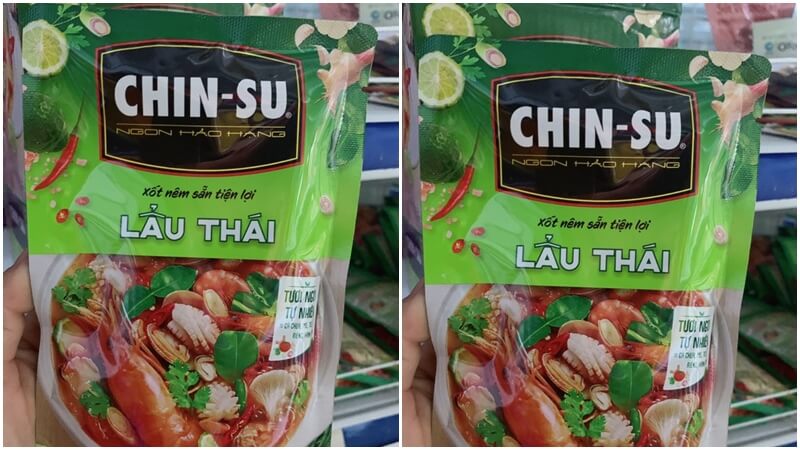 CHIN-SU
NGON HẢO HẠNG
Xốt nêm sẵn tiện lợi
LẨU THÁI
TƯƠI NGON
TỰ NHIÊN
CHIN-SU
NGON HẢO HẠNG
Xốt nêm sẵn tiện lợi
LẨU THÁI
TƯƠI NGON
TỰ NHIÊN